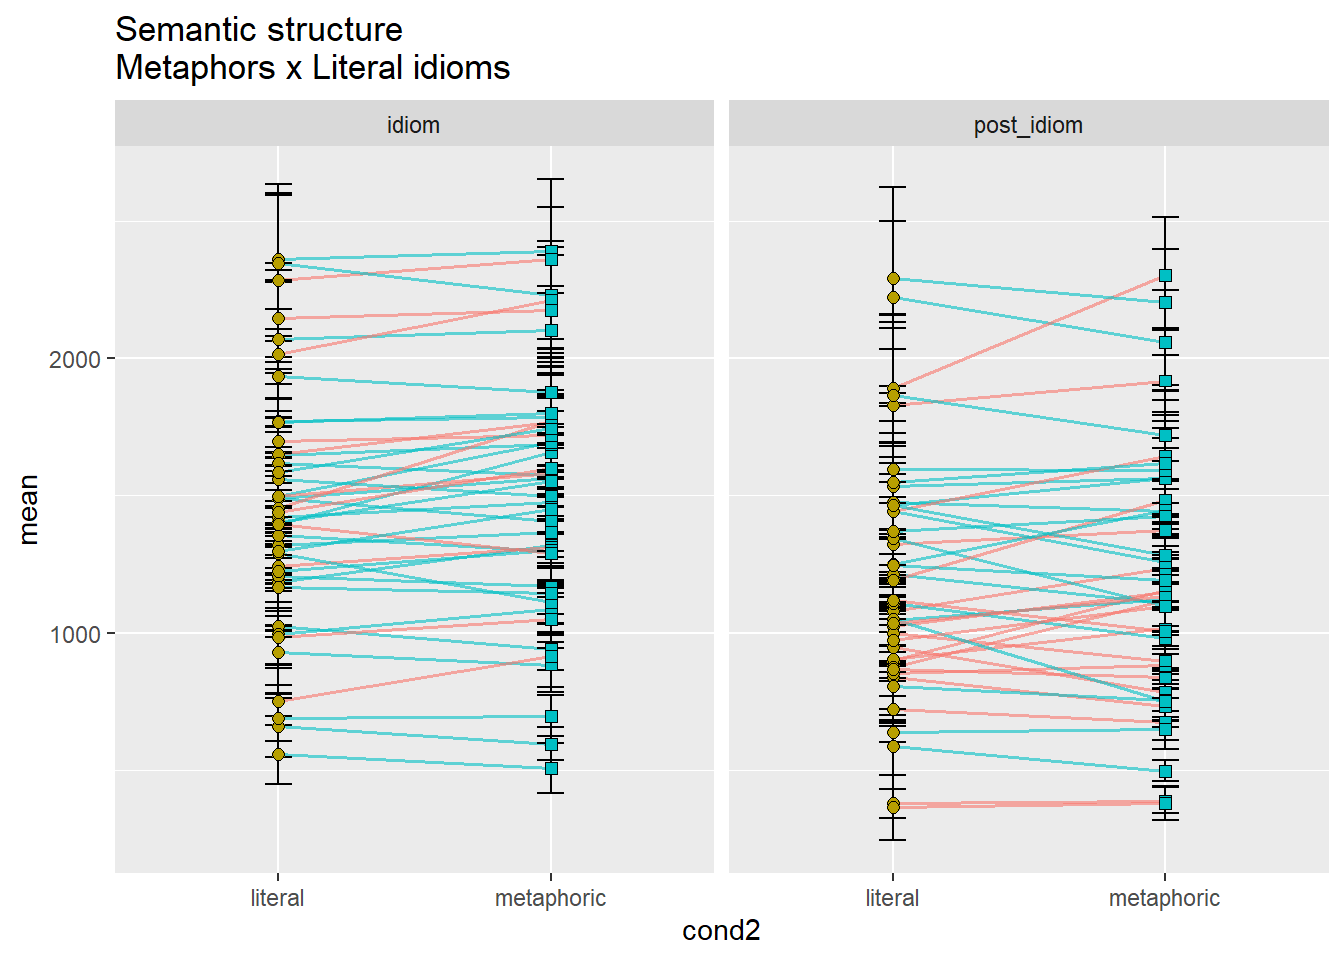 Semantic structure
Metaphors x Literal idioms
idiom
post_idiom
mean
2000
1000
literal
metaphoric
literal
metaphoric
cond2